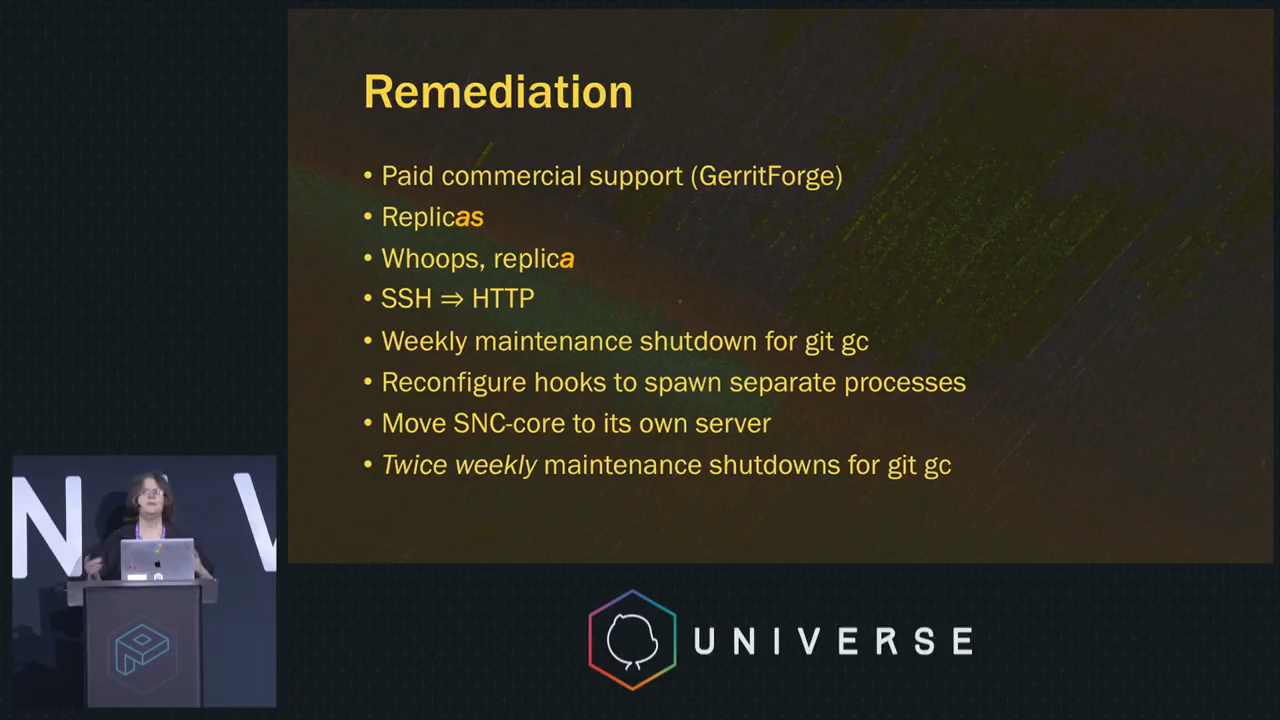 Remediation
• Paid commercial support (GerritForge)
• Replicas
• Whoops, replica
• SSH ⇒ HTTP
• Weekly maintenance shutdown for git gc
• Reconfigure hooks to spawn separate processes
• Move SNC-core to its own server
• Twice weekly maintenance shutdowns for git gc
N V
UNIVERSE